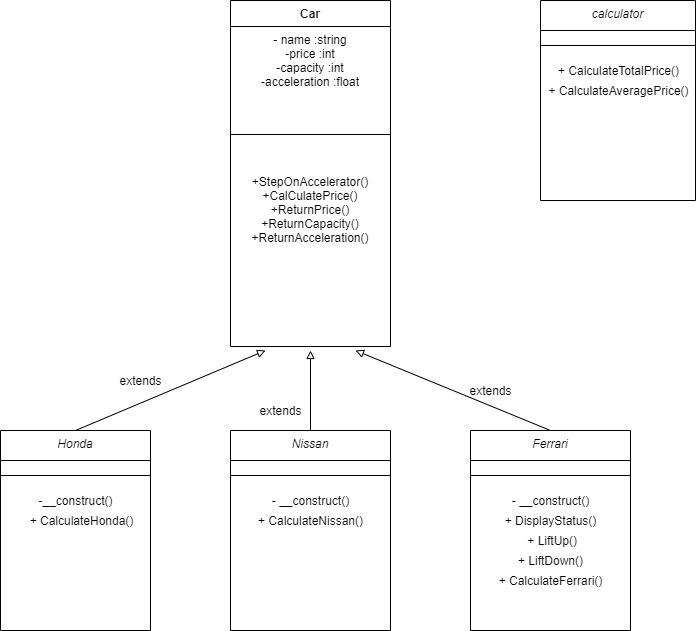 Car
- name :string
-price :int
-capacity :int
-acceleration :float
+StepOnAccelerator()
+CalCulatePrice()
+ReturnPrice()
+ReturnCapacity()
+ReturnAcceleration()
calculator
+ CalculateTotalPrice()
+ CalculateAveragePrice()
extends
extends
extends
Honda
-__construct()
+ CalculateHonda()
Nissan
- __construct()
+ CalculateNissan()
Ferrari
- __construct()
+ DisplayStatus()
+ LiftUp()
+ LiftDown()
+ CalculateFerrari()